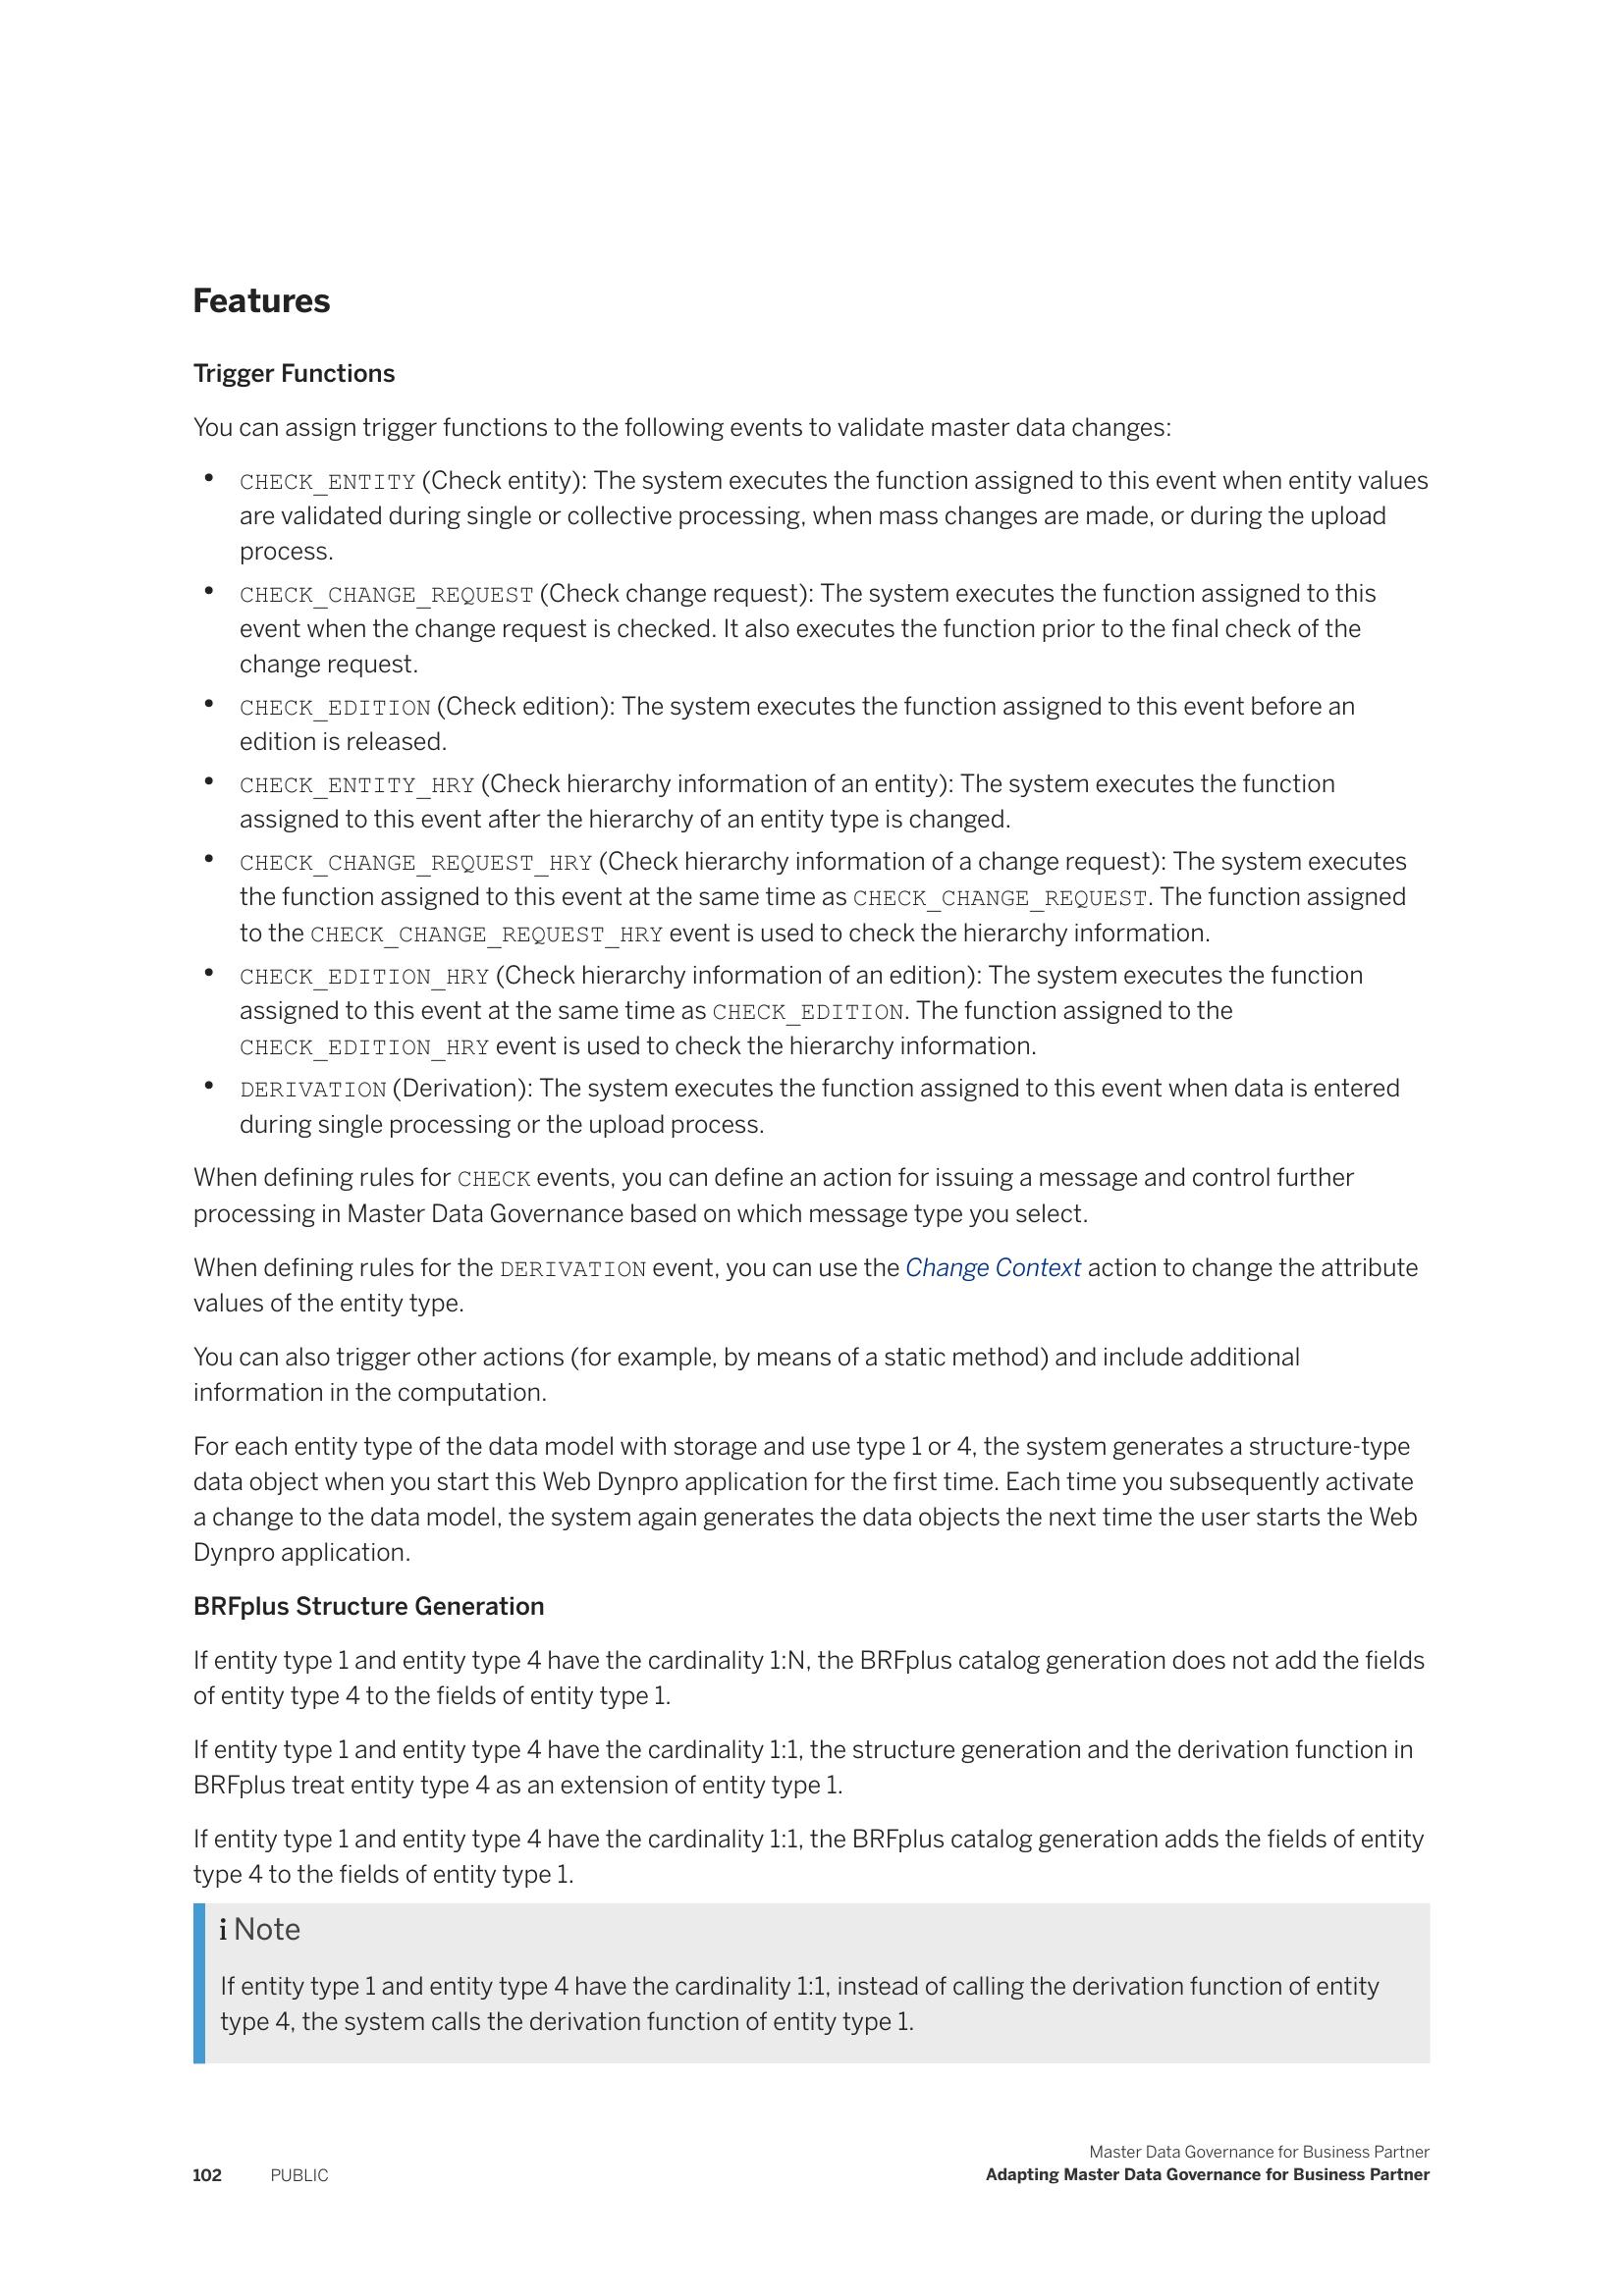 Features
Trigger Functions
You can assign trigger functions to the following events to validate master data changes:
• CHECK_ENTITY (Check entity): The system executes the function assigned to this event when entity values
are validated during single or collective processing, when mass changes are made, or during the upload
process.
• CHECK_CHANGE_REQUEST (Check change request): The system executes the function assigned to this
event when the change request is checked. It also executes the function prior to the final check of the
change request.
• CHECK_EDITION (Check edition): The system executes the function assigned to this event before an
edition is released.
• CHECK_ENTITY_HRY (Check hierarchy information of an entity): The system executes the function
assigned to this event after the hierarchy of an entity type is changed.
• CHECK_CHANGE_REQUEST_HRY (Check hierarchy information of a change request): The system executes
the function assigned to this event at the same time as CHECK_CHANGE_REQUEST. The function assigned
to the CHECK_CHANGE_REQUEST_HRY event is used to check the hierarchy information.
• CHECK_EDITION_HRY (Check hierarchy information of an edition): The system executes the function
assigned to this event at the same time as CHECK_EDITION. The function assigned to the
CHECK_EDITION_HRY event is used to check the hierarchy information.
• DERIVATION (Derivation): The system executes the function assigned to this event when data is entered
during single processing or the upload process.
When defining rules for CHECK events, you can define an action for issuing a message and control further
processing in Master Data Governance based on which message type you select.
When defining rules for the DERIVATION event, you can use the Change Context action to change the attribute
values of the entity type.
You can also trigger other actions (for example, by means of a static method) and include additional
information in the computation.
For each entity type of the data model with storage and use type 1 or 4, the system generates a structure-type
data object when you start this Web Dynpro application for the first time. Each time you subsequently activate
a change to the data model, the system again generates the data objects the next time the user starts the Web
Dynpro application.
BRFplus Structure Generation
If entity type 1 and entity type 4 have the cardinality 1:N, the BRFplus catalog generation does not add the fields
of entity type 4 to the fields of entity type 1.
If entity type 1 and entity type 4 have the cardinality 1:1, the structure generation and the derivation function in
BRFplus treat entity type 4 as an extension of entity type 1.
If entity type 1 and entity type 4 have the cardinality 1:1, the BRFplus catalog generation adds the fields of entity
type 4 to the fields of entity type 1.
i Note
If entity type 1 and entity type 4 have the cardinality 1:1, instead of calling the derivation function of entity
type 4, the system calls the derivation function of entity type 1.
Master Data Governance for Business Partner
102 PUBLIC Adapting Master Data Governance for Business Partner